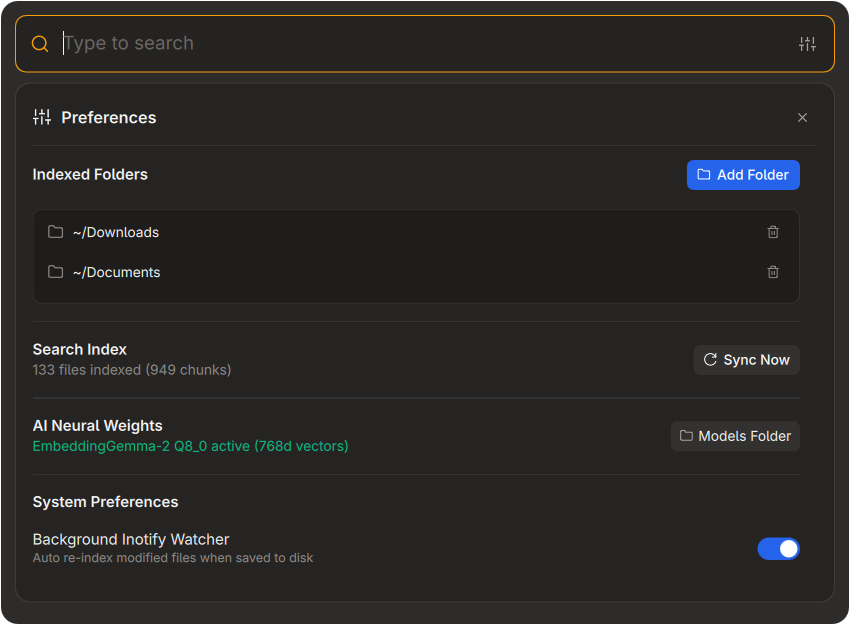 Type to search
Preferences
Indexed Folders
Add Folder
~/Downloads
~/Documents
Search Index
133 files indexed (949 chunks)
Sync Now
AI Neural Weights
EmbeddingGemma-2 Q8_0 active (768d vectors)
Models Folder
System Preferences
Background Inotify Watcher
Auto re-index modified files when saved to disk